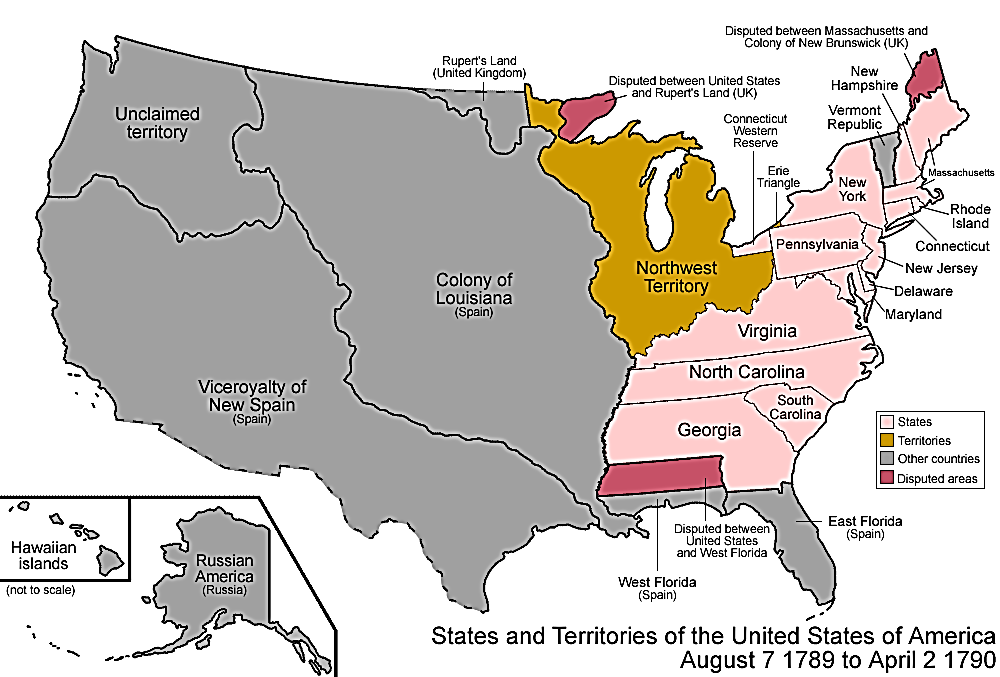 Disputed between Massachusetts and
Colony of New Brunswick (UK)
Rupert's Land
(United Kingdom)
Disputed between United States
and Rupert's Land (UK)
New
Hampshire
Vermont
Republic
Connecticut
Western
Reserve
Erie
Triangle
Unclaimed
territory
Massachusetts
New
York
Rhode
Island
Pennsylvania
Connecticut
New Jersey
Delaware
Maryland
Northwest
Territory
Colony of
Louisiana
(Spain)
Virginia
North Carolina
Viceroyalty of
New Spain
(Spain)
South
Carolina
Georgia
States
Territories
Other countries
Disputed areas
Disputed between
United States
and West Florida
East Florida
(Spain)
West Florida
(Spain)
Hawaiian
islands
(not to scale)
Russian
America
(Russia)
States and Territories of the United States of America
August 7 1789 to April 2 1790